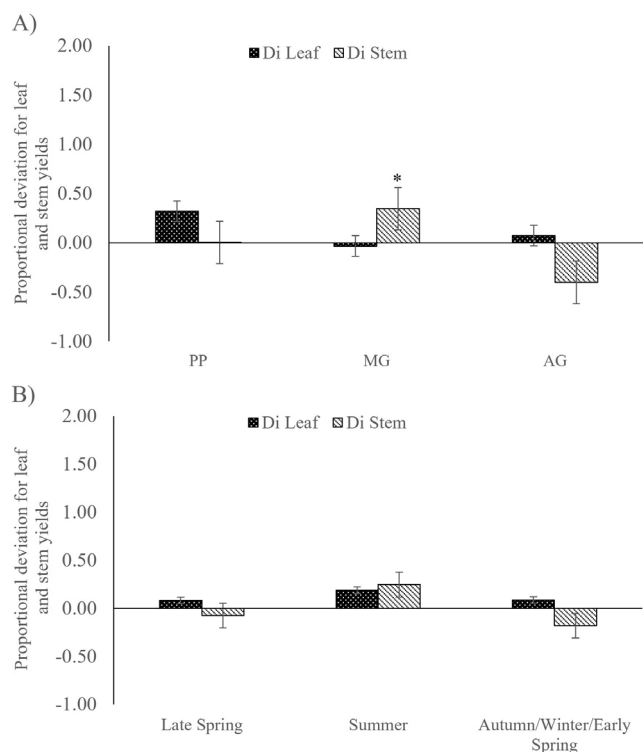 A)
Proportional deviation for leaf
and stem yields
2.00
1.50
1.00
0.50
0.00
-0.50
-1.00
Di Leaf Di Stem
*
PP MG AG
B)
Proportional deviation for leaf
and stem yields
2.00
1.50
1.00
0.50
0.00
-0.50
-1.00
Di Leaf Di Stem
Late Spring Summer Autumn/Winter/Early
Spring